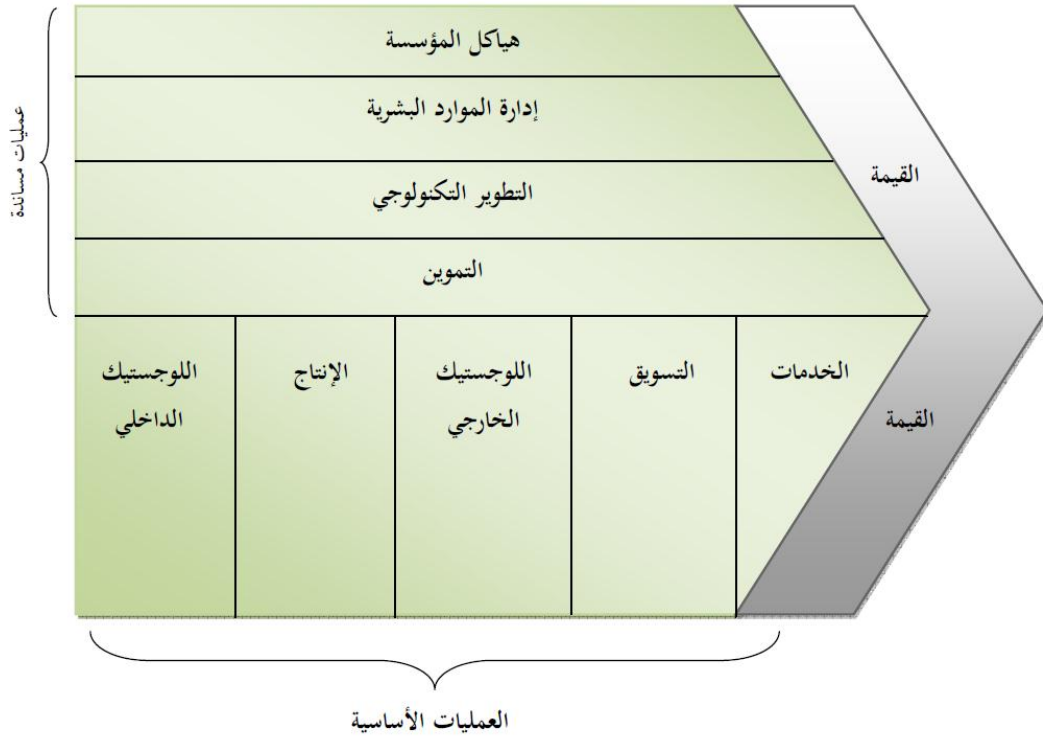 هياكل المؤسسة
إدارة الموارد البشرية
التطوير التكنولوجي
التموين
عمليات مساندة
القيمة
اللوجستيك
الداخلي
الإنتاج
اللوجستيك
الخارجي
التسويق
الخدمات
القيمة
العمليات الأساسية